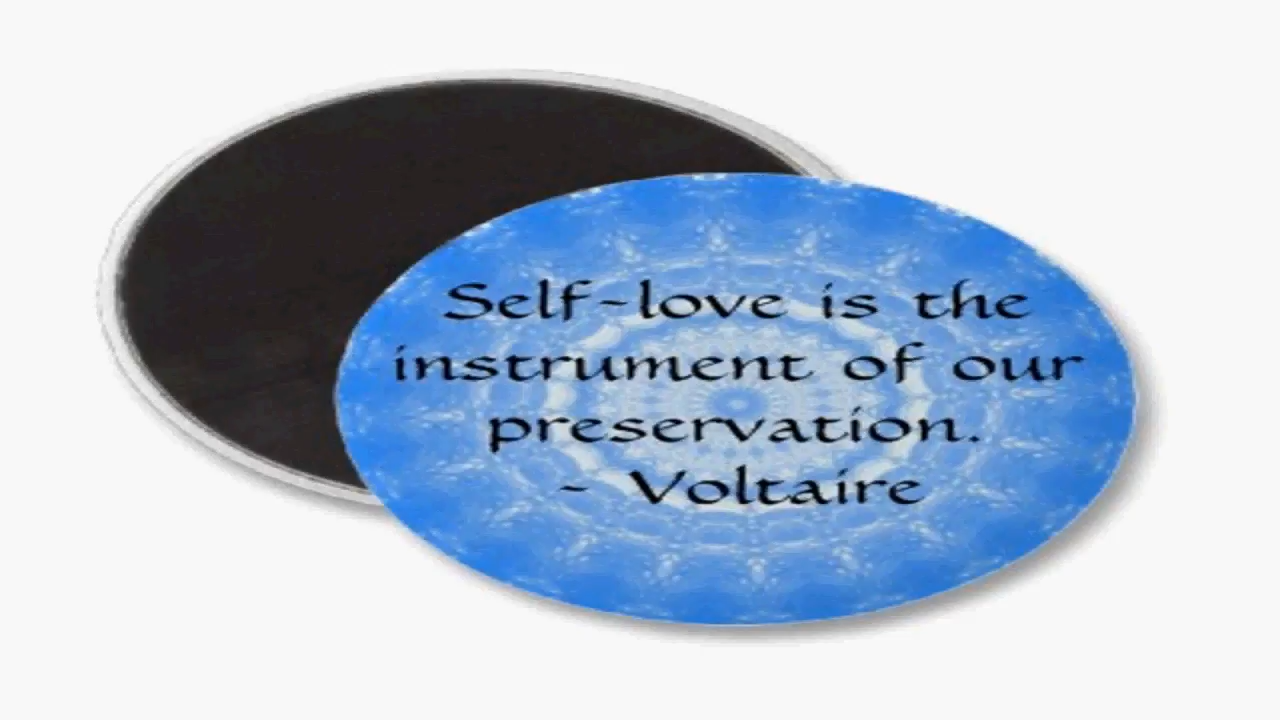 Self-love is the
instrument of our
preservation.
- Voltaire